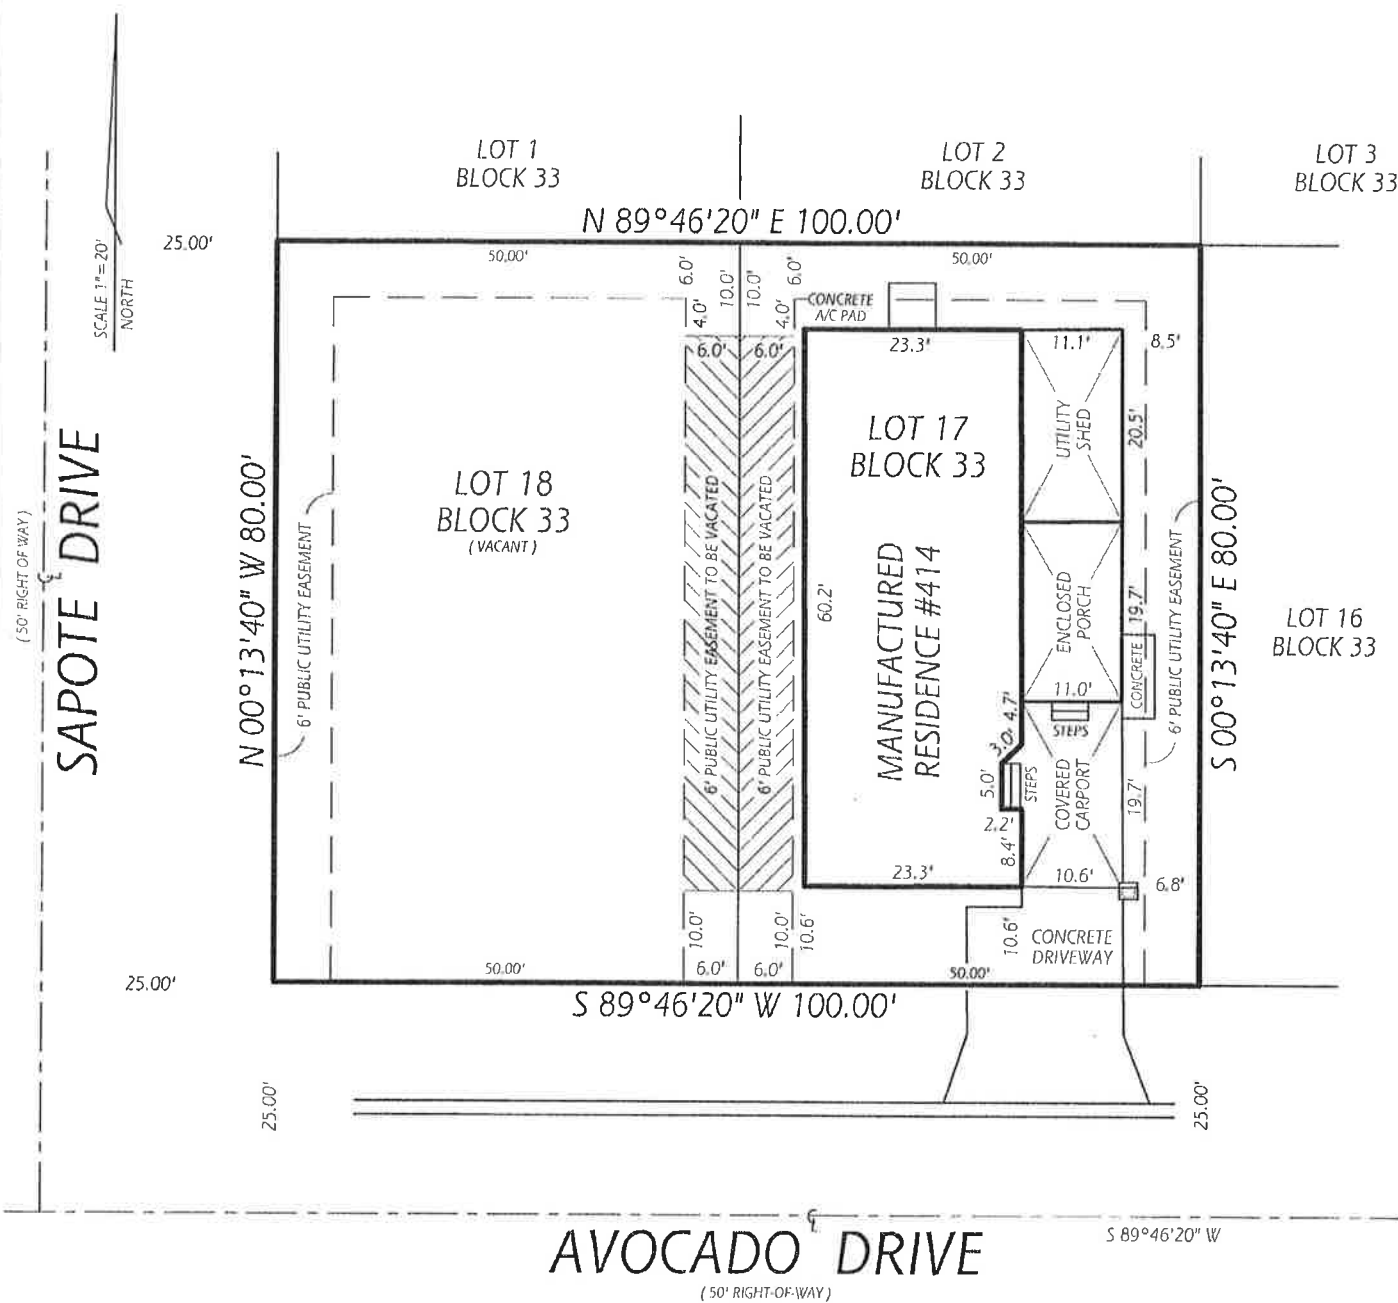 LOT 1
BLOCK 33
LOT 2
BLOCK 33
LOT 3
BLOCK 33
N 89°46'20" E 100.00'
25.00'
50.00'
50.00'
SCALE 1"= 20'
NORTH
6.0'
10.0'
10.0'
6.0'
4.0'
4.0'
6.0'
6.0'
CONCRETE
A/C PAD
23.3'
11.1'
8.5'
UTILITY
SHED
20.5'
LOT 17
BLOCK 33
LOT 18
BLOCK 33
( VACANT )
SAPOTE DRIVE
( 50' RIGHT OF WAY )
N 00°13'40" W 80.00'
6' PUBLIC UTILITY EASEMENT
6' PUBLIC UTILITY EASEMENT TO BE VACATED
6' PUBLIC UTILITY EASEMENT TO BE VACATED
60.2'
MANUFACTURED
RESIDENCE #414
ENCLOSED
PORCH
19.7'
CONCRETE
6' PUBLIC UTILITY EASEMENT
S 00°13'40" E 80.00'
LOT 16
BLOCK 33
11.0'
STEPS
4.7'
3.0'
5.0'
STEPS
2.2'
8.4'
COVERED
CARPORT
19.7'
23.3'
10.6'
6.8'
10.0'
10.0'
10.6'
10.6'
CONCRETE
DRIVEWAY
6.0'
6.0'
50.00'
50.00'
25.00'
S 89°46'20" W 100.00'
25.00'
25.00'
AVOCADO DRIVE
( 50' RIGHT-OF-WAY )
S 89°46'20" W